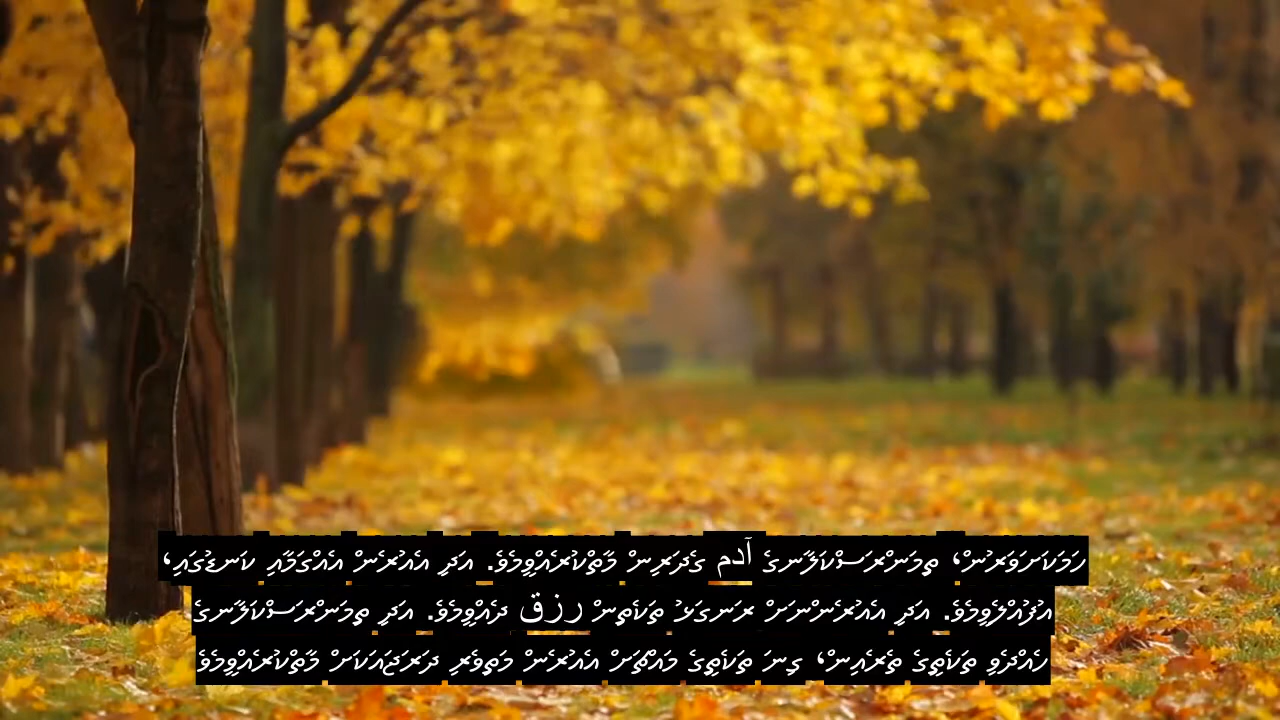 ހަމަކަށަވަރުން، ތިމަންރަސްކަލާނގެ آدم ގެދަރީން މާތްކުރެއްވީމެވެ. އަދި އެއުރެން އެއްގަމާއި ކަނޑުގައި،
އުފުއްލެވީމެވެ. އަދި އެއުރެންންނަށް ރަނގަޅު ތަކެތިން رزق ދެއްވީމެވެ. އަދި ތިމަންރަސްކަލާނގެ
ހެއްދެވި ތަކެތީގެ ތެރެއިން، ގިނަ ތަކެތީގެ މައްޗަށް އެއުރެން މަތިވެރި ދަރަޖައަކަށް މާތްކުރެއްވީމެވެ